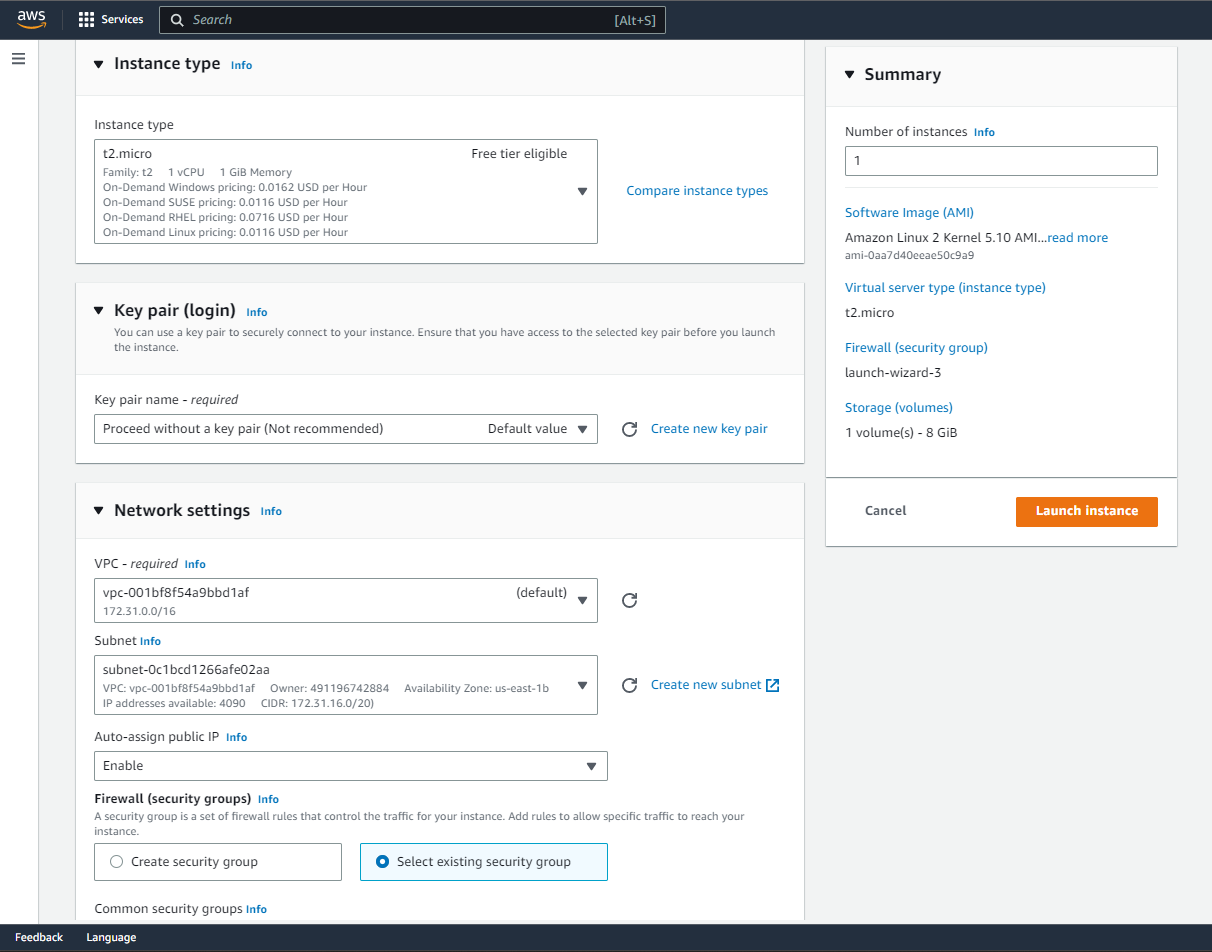 aws
Services
Search
[Alt+S]
Instance type Info
Instance type
t2.micro Free tier eligible
Family: t2 1 vCPU 1 GiB Memory
On-Demand Windows pricing: 0.0162 USD per Hour
On-Demand SUSE pricing: 0.0116 USD per Hour
On-Demand RHEL pricing: 0.0716 USD per Hour
On-Demand Linux pricing: 0.0116 USD per Hour
Compare instance types
Key pair (login) Info
You can use a key pair to securely connect to your instance. Ensure that you have access to the selected key pair before you launch
the instance.
Key pair name - required
Proceed without a key pair (Not recommended) Default value
Create new key pair
Network settings Info
VPC - required Info
vpc-001bf8f54a9bbd1af (default)
172.31.0.0/16
Subnet Info
subnet-0c1bcd1266afe02aa
VPC: vpc-001bf8f54a9bbd1af Owner: 491196742884 Availability Zone: us-east-1b
IP addresses available: 4090 CIDR: 172.31.16.0/20)
Create new subnet
Auto-assign public IP Info
Enable
Firewall (security groups) Info
A security group is a set of firewall rules that control the traffic for your instance. Add rules to allow specific traffic to reach your
instance.
Create security group
Select existing security group
Common security groups Info
Summary
Number of instances Info
1
Software Image (AMI)
Amazon Linux 2 Kernel 5.10 AMI...read more
ami-0aa7d40eeae50c9a9
Virtual server type (instance type)
t2.micro
Firewall (security group)
launch-wizard-3
Storage (volumes)
1 volume(s) - 8 GiB
Cancel
Launch instance
Feedback
Language